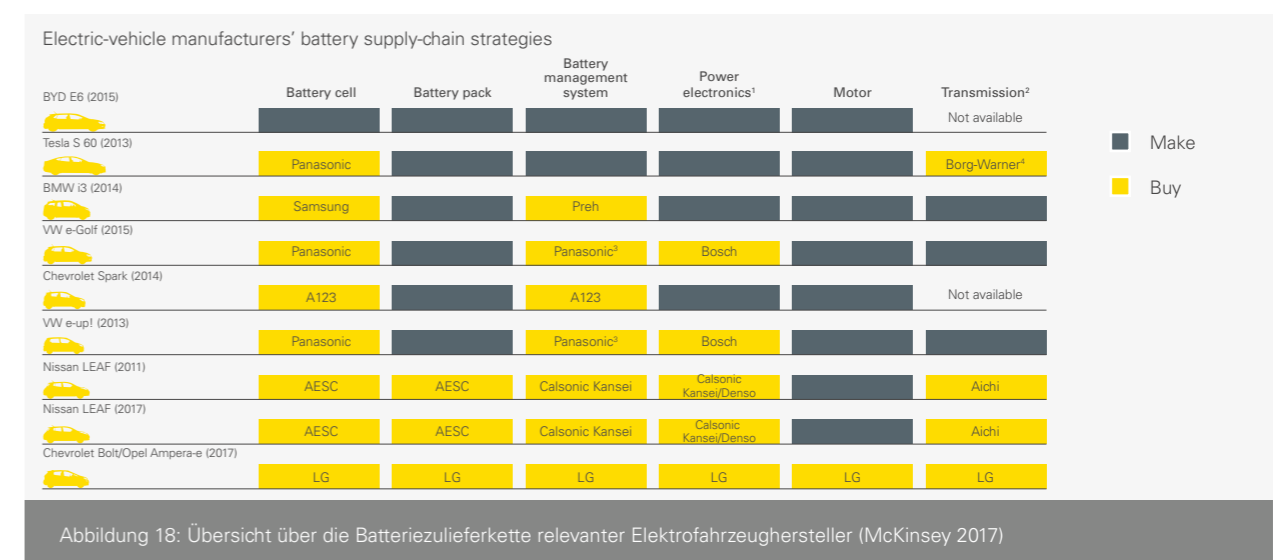 Electric-vehicle manufacturers' battery supply-chain strategies
BYD E6 (2015)
Battery cell
Battery pack
Battery
management
system
Power
electronics¹
Motor
Transmission²
Not available
Make
Buy
Tesla S 60 (2013)
Panasonic
Borg-Warner⁴
BMW i3 (2014)
Samsung
Preh
VW e-Golf (2015)
Panasonic
Panasonic³
Bosch
Chevrolet Spark (2014)
A123
A123
Not available
VW e-up! (2013)
Panasonic
Panasonic³
Bosch
Nissan LEAF (2011)
AESC
AESC
Calsonic Kansei
Calsonic
Kansei/Denso
Aichi
Nissan LEAF (2017)
AESC
AESC
Calsonic Kansei
Calsonic
Kansei/Denso
Aichi
Chevrolet Bolt/Opel Ampera-e (2017)
LG
LG
LG
LG
LG
LG
Abbildung 18: Übersicht über die Batteriezulieferkette relevanter Elektrofahrzeughersteller (McKinsey 2017)